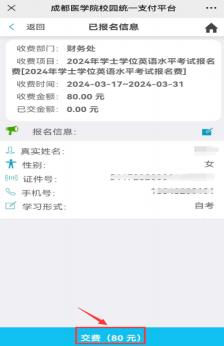 成都医学院校园统一支付平台
返回
已报名信息
首页
收费部门: 财务处
收费项目: 2024年学士学位英语水平考试报名
费[2024年学士学位英语水平考试报名费]
收费时间: 2024-03-17~2024-03-31
收费金额: 80.00 元
已交金额: 0.00 元
报名信息:
真实姓名:
性别: 女
证件号:
手机号:
学习形式: 自考
交费 (80 元)